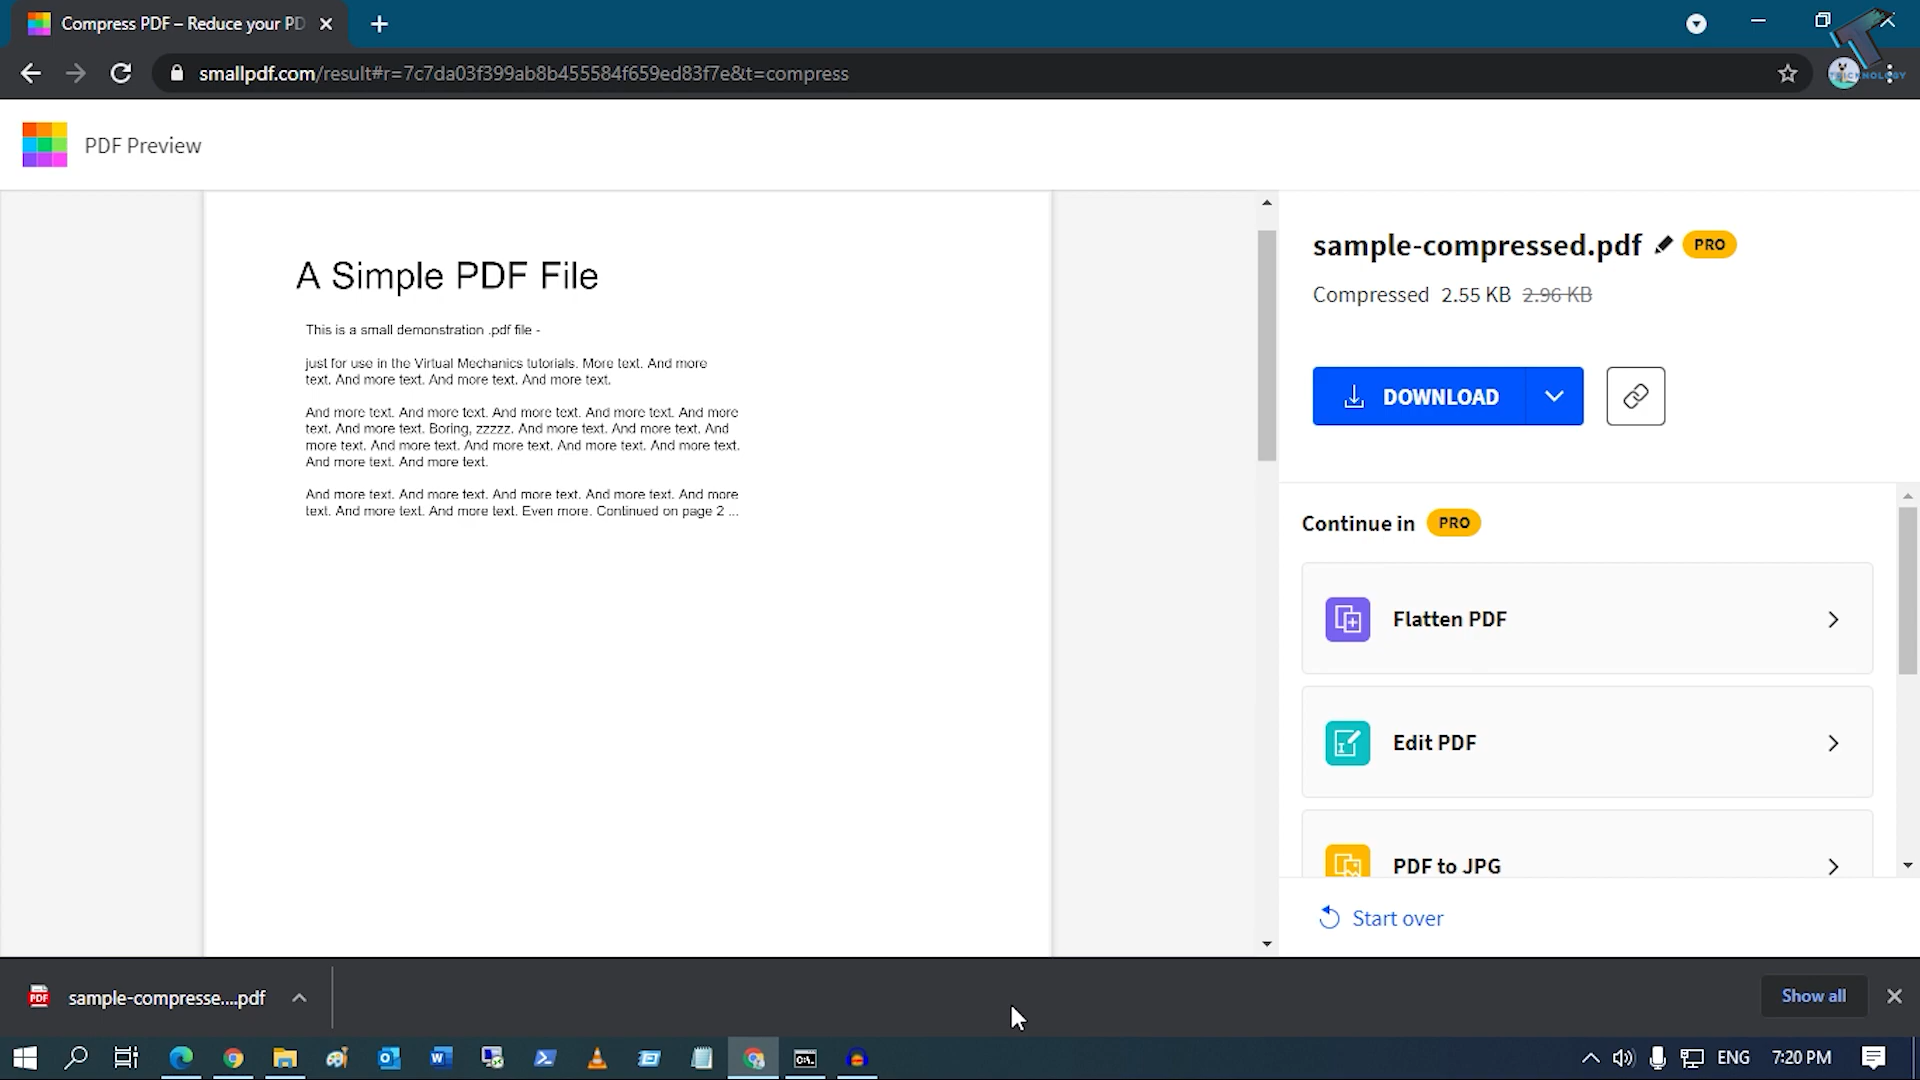 Compress PDF – Reduce your PD
smallpdf.com/result#r=7c7da03f399ab8b455584f659ed83f7e&t=compress
TRICKNOLOGY
PDF Preview
A Simple PDF File
This is a small demonstration .pdf file -
just for use in the Virtual Mechanics tutorials. More text. And more
text. And more text. And more text. And more text.
And more text. And more text. And more text. And more text. And more
text. And more text. Boring, zzzzz. And more text. And more text. And
more text. And more text. And more text. And more text. And more text.
And more text. And more text.
And more text. And more text. And more text. And more text. And more
text. And more text. And more text. Even more. Continued on page 2 ...
sample-compressed.pdf PRO
Compressed 2.55 KB 2.96 KB
DOWNLOAD
Continue in PRO
Flatten PDF
Edit PDF
PDF to JPG
Start over
PDF sample-compresse....pdf
Show all
ENG 7:20 PM